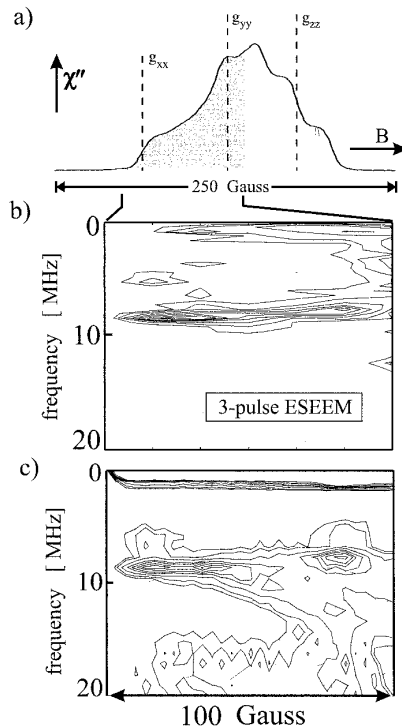 a)
g_xx
g_yy
g_zz
χ"
B
250 Gauss
b)
0
10
20
frequency [MHz]
3-pulse ESEEM
c)
0
10
20
frequency [MHz]
100 Gauss